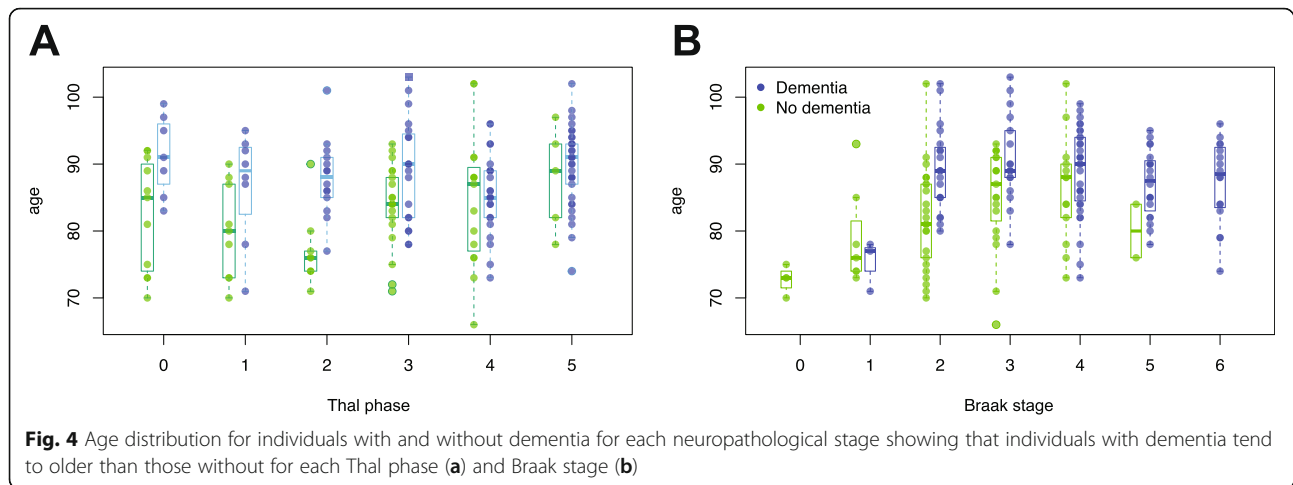 A
B
age
100
90
80
70
0 1 2 3 4 5
Thal phase
age
100
90
80
70
Dementia
No dementia
0 1 2 3 4 5 6
Braak stage
Fig. 4 Age distribution for individuals with and without dementia for each neuropathological stage showing that individuals with dementia tend
to older than those without for each Thal phase (a) and Braak stage (b)